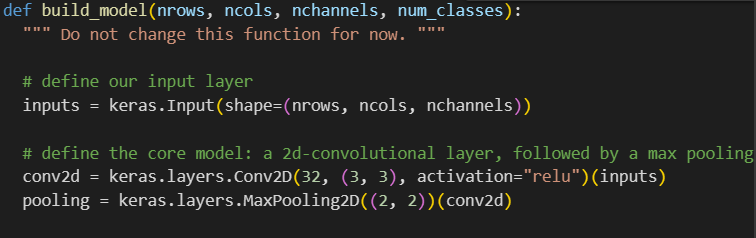 def build_model(nrows, ncols, nchannels, num_classes):
""" Do not change this function for now. """
# define our input layer
inputs = keras.Input(shape=(nrows, ncols, nchannels))
# define the core model: a 2d-convolutional layer, followed by a max pooling
conv2d = keras.layers.Conv2D(32, (3, 3), activation="relu")(inputs)
pooling = keras.layers.MaxPooling2D((2, 2))(conv2d)